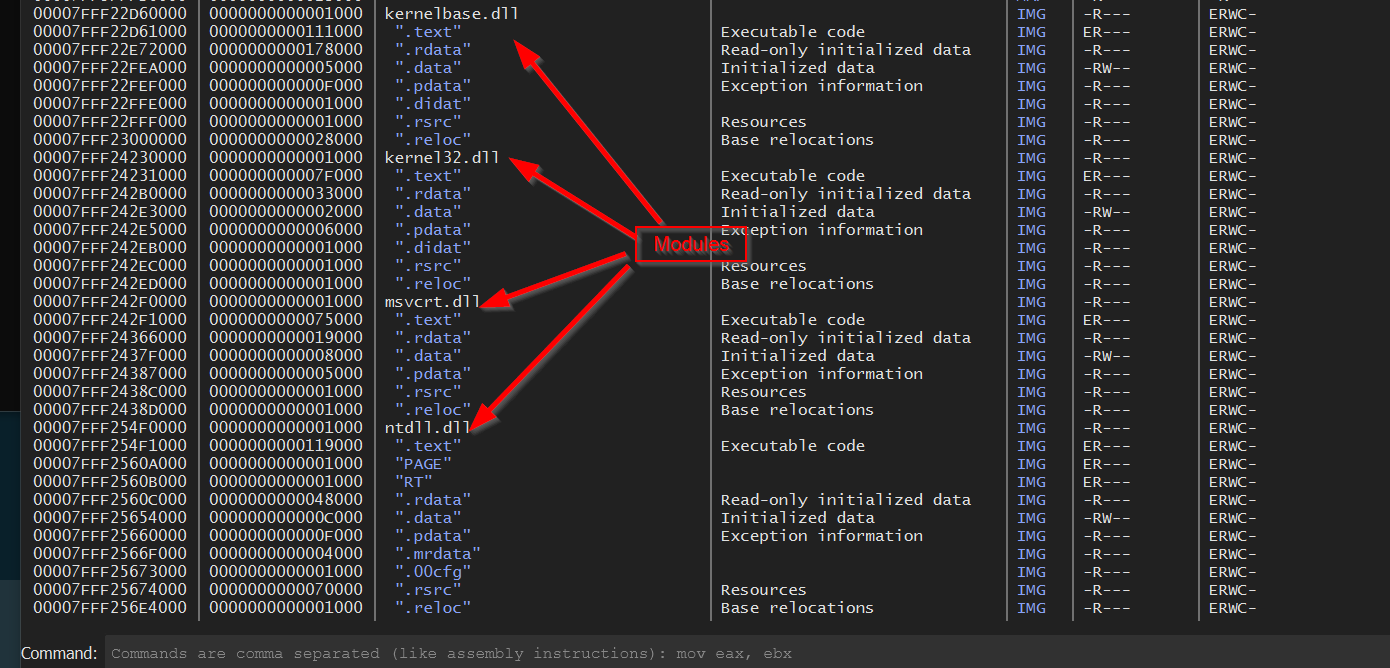 00007FFF22D60000 0000000000001000 kernelbase.dll IMG -R--- ERWC-
00007FFF22D61000 0000000000111000 ".text" Executable code IMG ER--- ERWC-
00007FFF22E72000 0000000000178000 ".rdata" Read-only initialized data IMG -R--- ERWC-
00007FFF22FEA000 0000000000005000 ".data" Initialized data IMG -RW-- ERWC-
00007FFF22FEF000 000000000000F000 ".pdata" Exception information IMG -R--- ERWC-
00007FFF22FFE000 0000000000001000 ".didat" IMG -R--- ERWC-
00007FFF22FFF000 0000000000001000 ".rsrc" Resources IMG -R--- ERWC-
00007FFF23000000 0000000000028000 ".reloc" Base relocations IMG -R--- ERWC-
00007FFF24230000 0000000000001000 kernel32.dll IMG -R--- ERWC-
00007FFF24231000 000000000007F000 ".text" Executable code IMG ER--- ERWC-
00007FFF242B0000 0000000000033000 ".rdata" Read-only initialized data IMG -R--- ERWC-
00007FFF242E3000 0000000000002000 ".data" Initialized data IMG -RW-- ERWC-
00007FFF242E5000 0000000000006000 ".pdata" Exception information IMG -R--- ERWC-
Modules
00007FFF242EB000 0000000000001000 ".didat" IMG -R--- ERWC-
00007FFF242EC000 0000000000001000 ".rsrc" Resources IMG -R--- ERWC-
00007FFF242ED000 0000000000001000 ".reloc" Base relocations IMG -R--- ERWC-
00007FFF242F0000 0000000000001000 msvcrt.dll IMG -R--- ERWC-
00007FFF242F1000 0000000000075000 ".text" Executable code IMG ER--- ERWC-
00007FFF24366000 0000000000019000 ".rdata" Read-only initialized data IMG -R--- ERWC-
00007FFF2437F000 0000000000008000 ".data" Initialized data IMG -RW-- ERWC-
00007FFF24387000 0000000000005000 ".pdata" Exception information IMG -R--- ERWC-
00007FFF2438C000 0000000000001000 ".rsrc" Resources IMG -R--- ERWC-
00007FFF2438D000 0000000000001000 ".reloc" Base relocations IMG -R--- ERWC-
00007FFF254F0000 0000000000001000 ntdll.dll IMG -R--- ERWC-
00007FFF254F1000 0000000000119000 ".text" Executable code IMG ER--- ERWC-
00007FFF2560A000 0000000000001000 "PAGE" IMG ER--- ERWC-
00007FFF2560B000 0000000000001000 "RT" IMG ER--- ERWC-
00007FFF2560C000 0000000000048000 ".rdata" Read-only initialized data IMG -R--- ERWC-
00007FFF25654000 000000000000C000 ".data" Initialized data IMG -RW-- ERWC-
00007FFF25660000 000000000000F000 ".pdata" Exception information IMG -R--- ERWC-
00007FFF2566F000 0000000000004000 ".mrdata" IMG -R--- ERWC-
00007FFF25673000 0000000000001000 ".00cfg" IMG -R--- ERWC-
00007FFF25674000 0000000000070000 ".rsrc" Resources IMG -R--- ERWC-
00007FFF256E4000 0000000000001000 ".reloc" Base relocations IMG -R--- ERWC-
Command: Commands are comma separated (like assembly instructions): mov eax, ebx